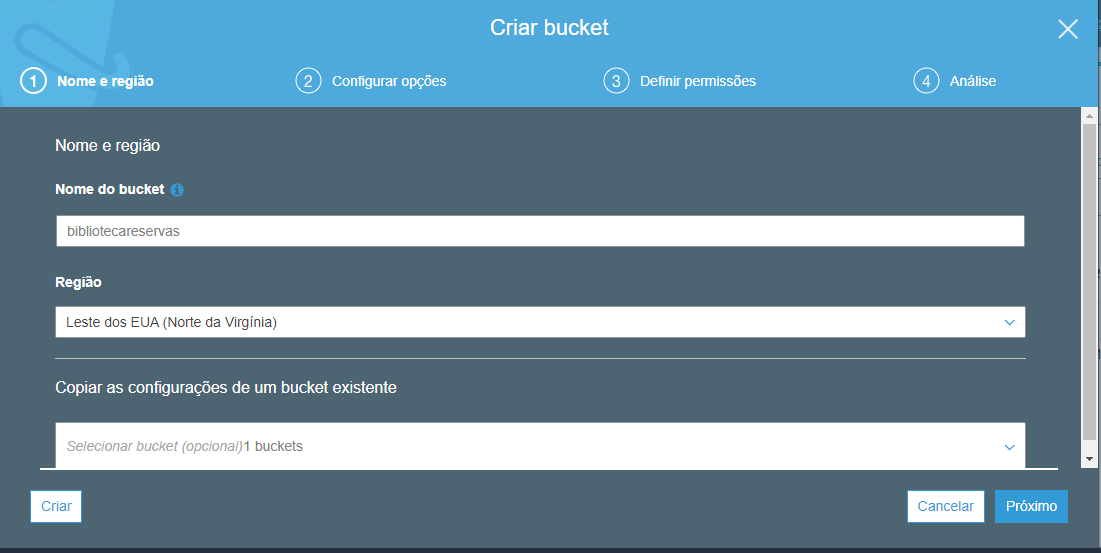 Criar bucket
1 Nome e região
2 Configurar opções
3 Definir permissões
4 Análise
Nome e região
Nome do bucket
bibliotecareservas
Região
Leste dos EUA (Norte da Virgínia)
Copiar as configurações de um bucket existente
Selecionar bucket (opcional)1 buckets
Criar
Cancelar
Próximo